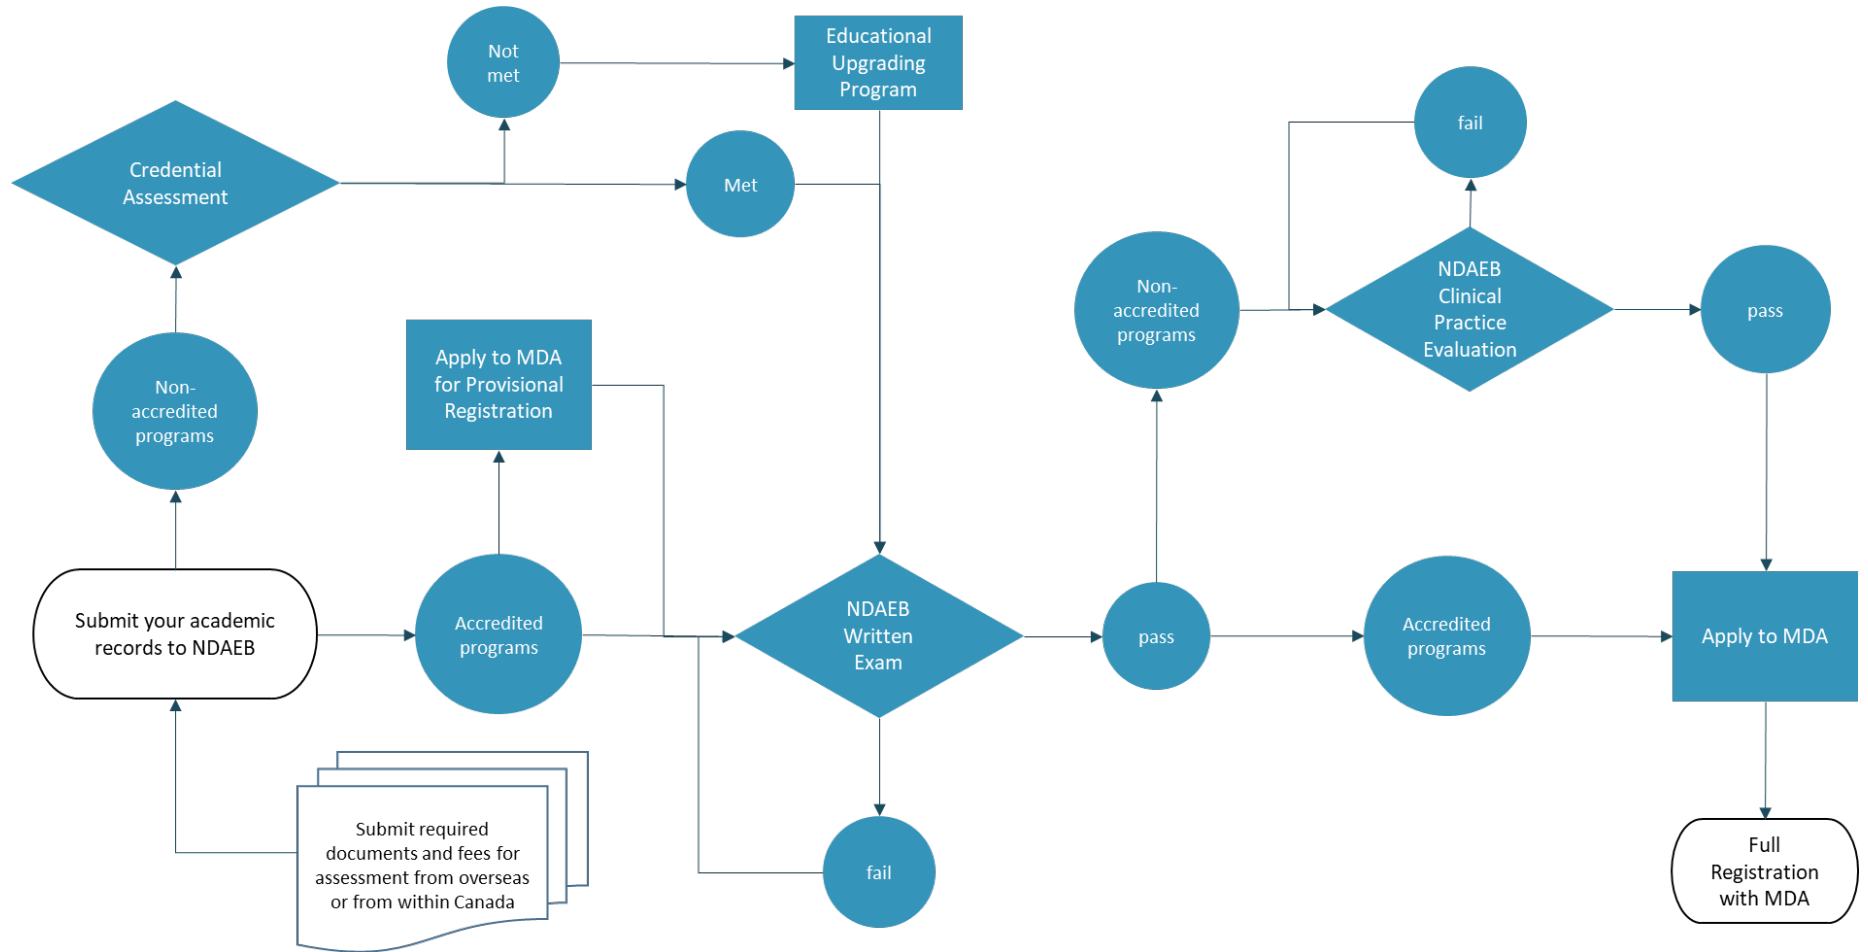 Not
met
Educational
Upgrading
Program
fail
Credential
Assessment
Met
Non-
accredited
programs
NDAEB
Clinical
Practice
Evaluation
pass
Apply to MDA
for Provisional
Registration
Non-
accredited
programs
Submit your academic
records to NDAEB
Accredited
programs
NDAEB
Written
Exam
pass
Accredited
programs
Apply to MDA
Submit required
documents and fees for
assessment from overseas
or from within Canada
fail
Full
Registration
with MDA